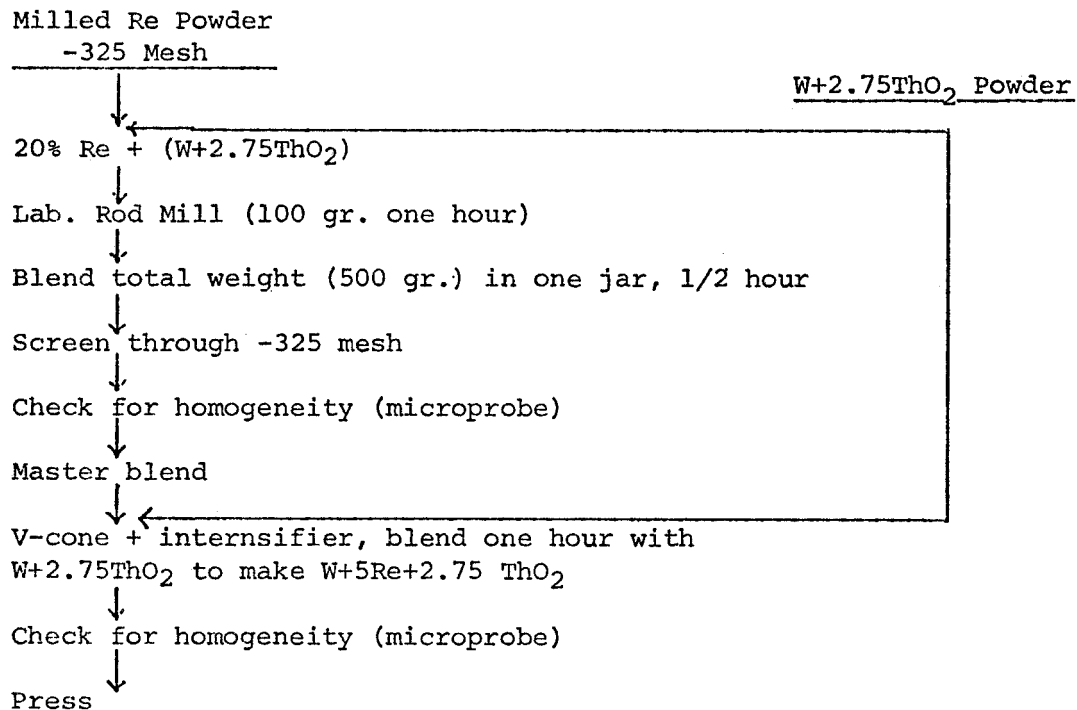 Milled Re Powder
-325 Mesh
W+2.75ThO2 Powder
20% Re + (W+2.75ThO2)
Lab. Rod Mill (100 gr. one hour)
Blend total weight (500 gr.) in one jar, 1/2 hour
Screen through -325 mesh
Check for homogeneity (microprobe)
Master blend
V-cone + internsifier, blend one hour with
W+2.75ThO2 to make W+5Re+2.75 ThO2
Check for homogeneity (microprobe)
Press